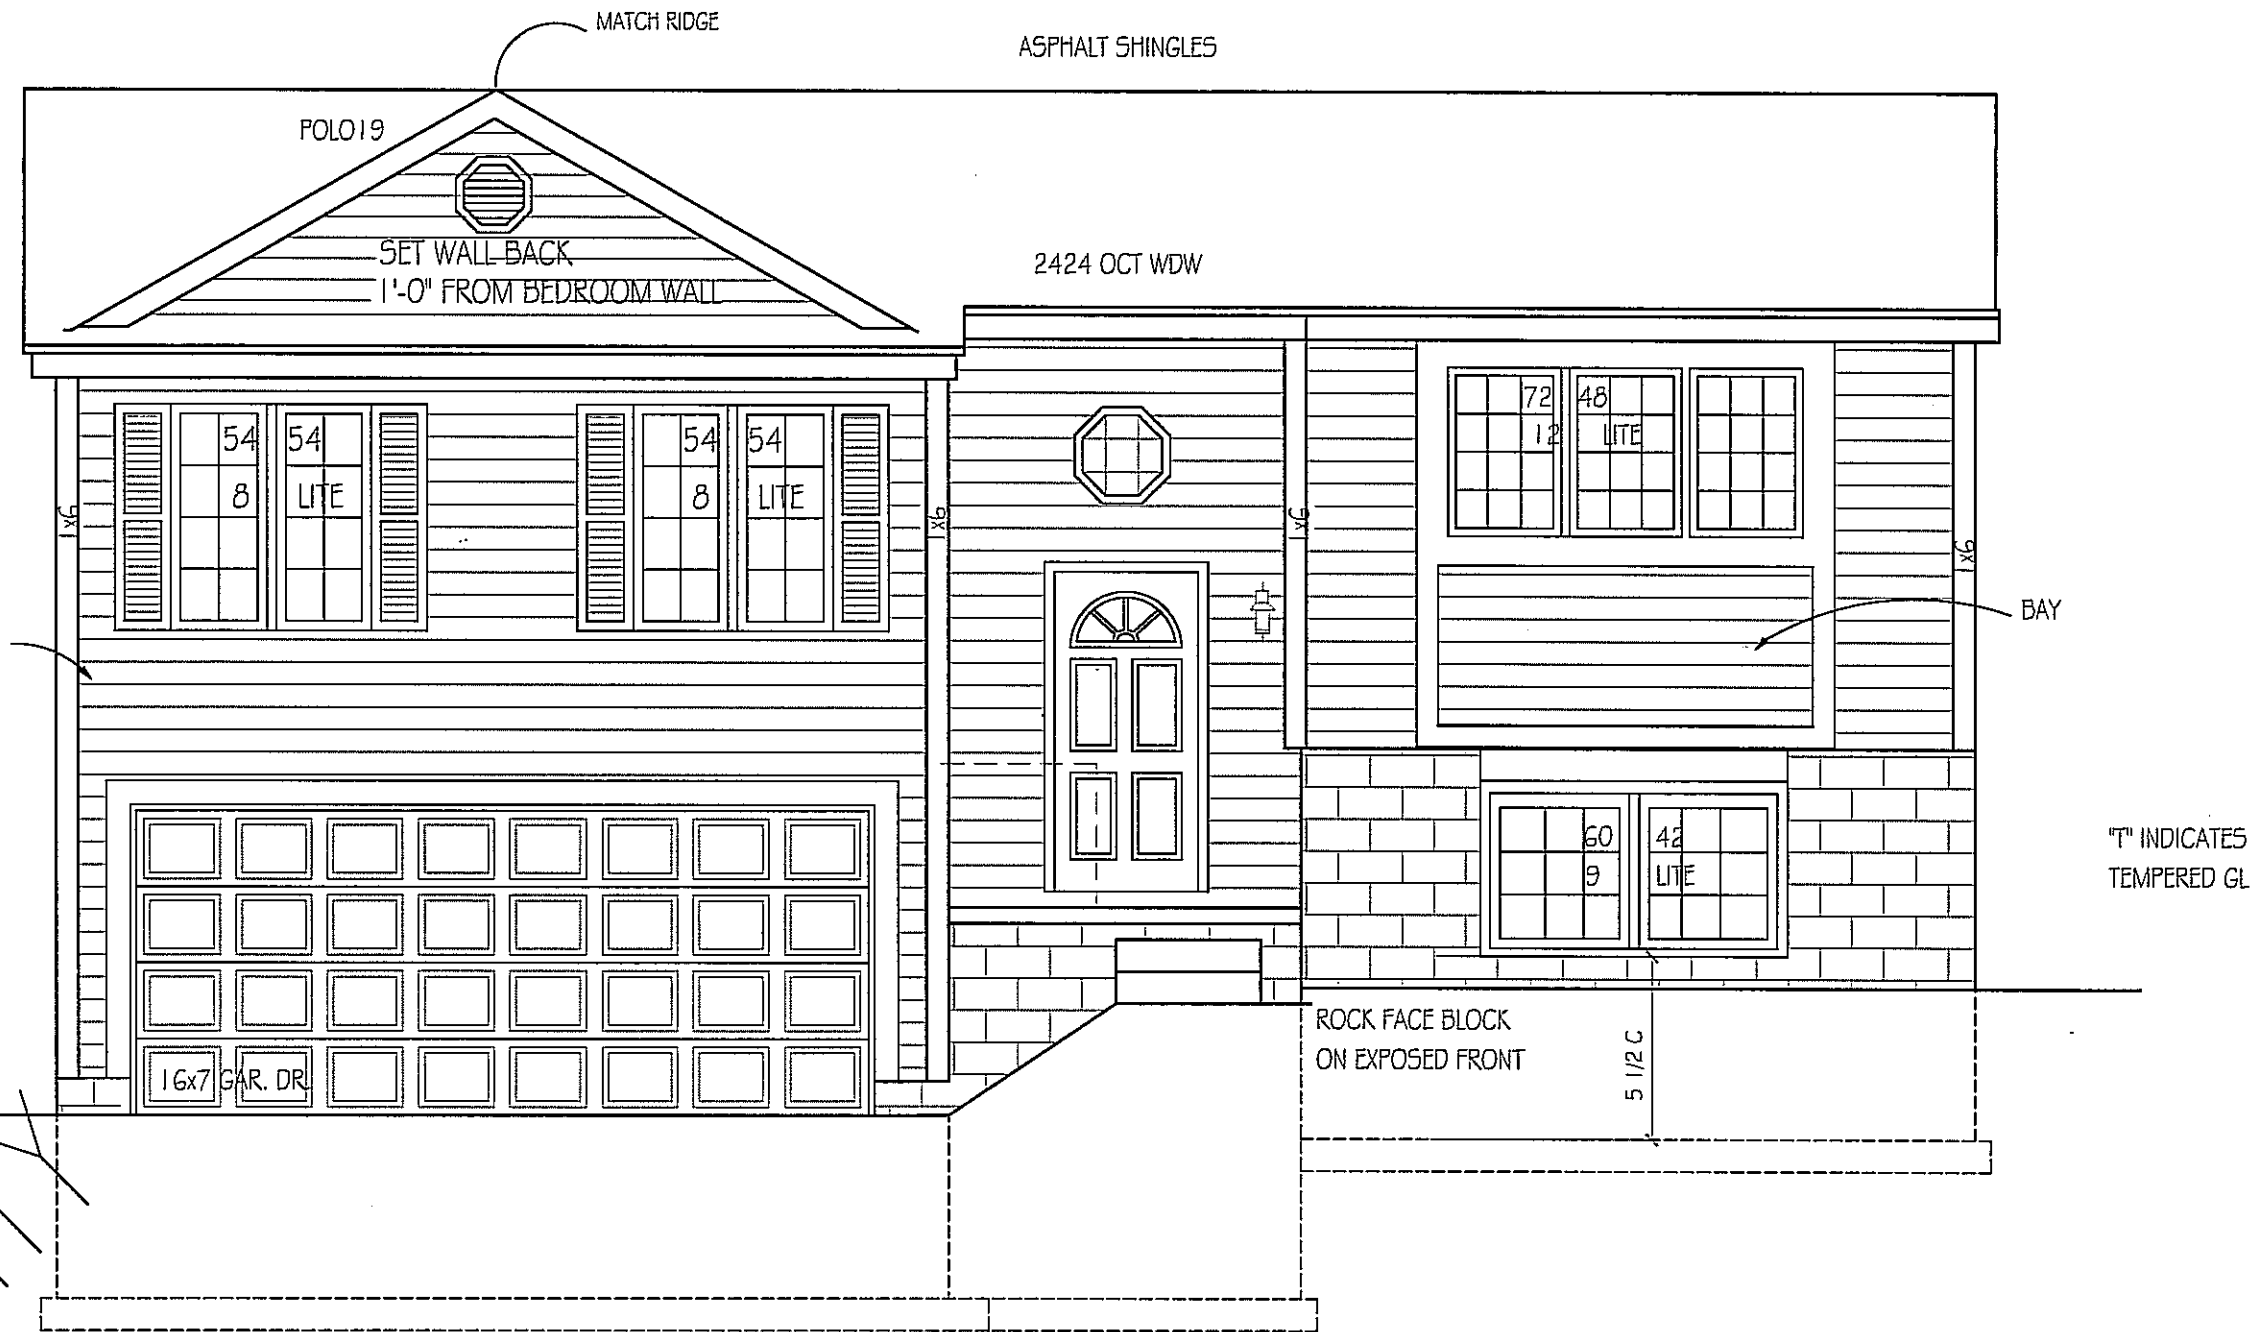 MATCH RIDGE
ASPHALT SHINGLES
POLO19
SET WALL BACK
1'-0" FROM BEDROOM WALL
2424 OCT WDW
54 54
8 LITE
54 54
8 LITE
72 48
12 LITE
1x6
1x6
1x6
1x6
BAY
60 42
9 LITE
"T" INDICATES
TEMPERED GL
ROCK FACE BLOCK
ON EXPOSED FRONT
5 1/2 C
16x7 GAR. DR.